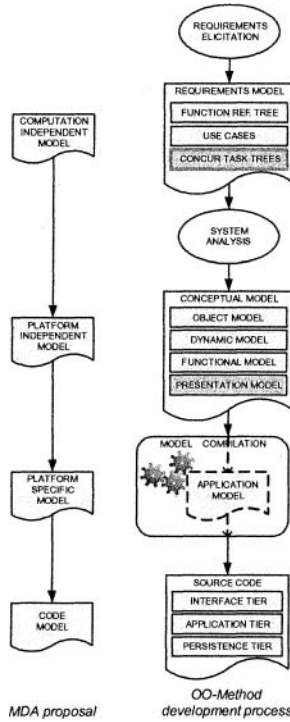 REQUIREMENTS
ELICITATION
REQUIREMENTS MODEL
FUNCTION REF. TREE
USE CASES
CONCUR TASK TREES
COMPUTATION
INDEPENDENT
MODEL
SYSTEM
ANALYSIS
CONCEPTUAL MODEL
OBJECT MODEL
DYNAMIC MODEL
FUNCTIONAL MODEL
PRESENTATION MODEL
PLATFORM
INDEPENDENT
MODEL
MODEL COMPILATION
APPLICATION
MODEL
PLATFORM
SPECIFIC
MODEL
SOURCE CODE
INTERFACE TIER
APPLICATION TIER
PERSISTENCE TIER
CODE
MODEL
MDA proposal
OO-Method
development process